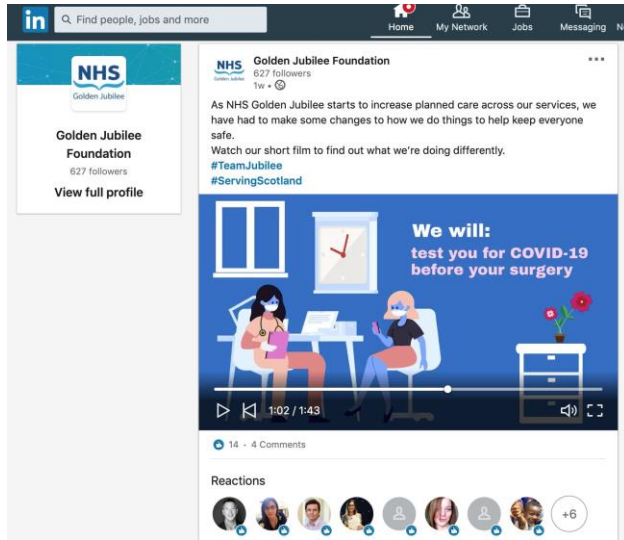 in
Find people, jobs and more
Home
My Network
Jobs
Messaging
N
NHS
Golden Jubilee
Golden Jubilee
Foundation
627 followers
View full profile
NHS
Golden Jubilee
Golden Jubilee Foundation
627 followers
1w •
As NHS Golden Jubilee starts to increase planned care across our services, we
have had to make some changes to how we do things to help keep everyone
safe.
Watch our short film to find out what we're doing differently.
#TeamJubilee
#ServingScotland
We will:
test you for COVID-19
before your surgery
1:02 / 1:43
14 - 4 Comments
Reactions
+6